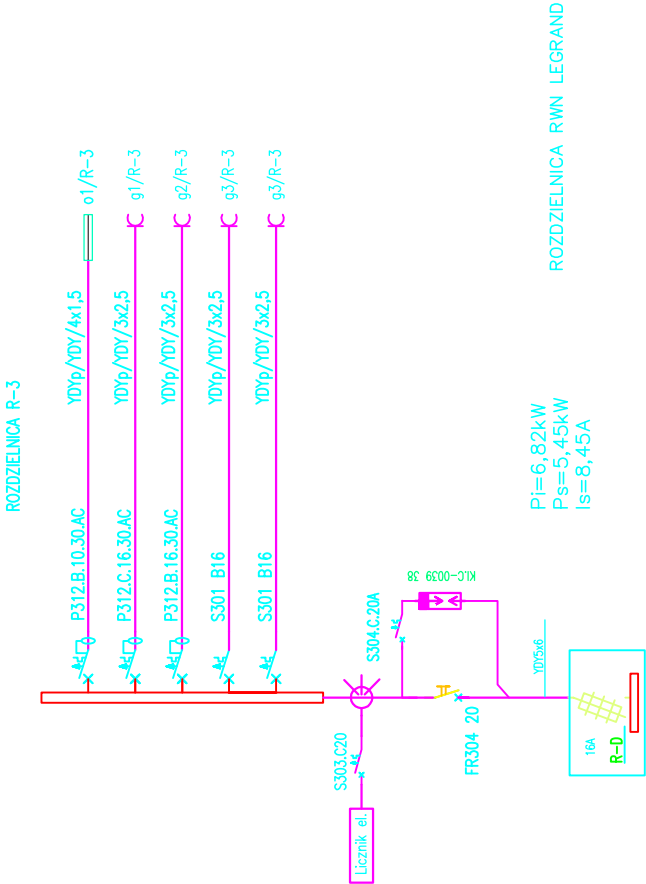 ROZDZIELNICA R-3
P312.B.10.30.AC YDYp/YDY/4x1,5 o1/R-3
P312.C.16.30.AC YDYp/YDY/3x2,5 g1/R-3
P312.B.16.30.AC YDYp/YDY/3x2,5 g2/R-3
S301 B16 YDYp/YDY/3x2,5 g3/R-3
S301 B16 YDYp/YDY/3x2,5 g3/R-3
S303.C20
Licznik el.
S304.C.20A
38
FR304 20
YDY5x6
16A
R-D
Pi=6,82kW
Ps=5,45kW
Is=8,45A
ROZDZIELNICA RWN LEGRAND